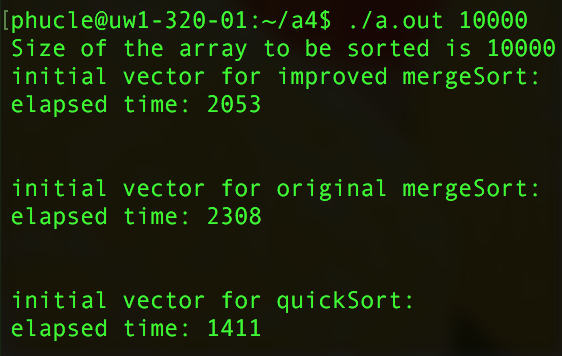 [phucle@uw1-320-01:~/a4$ ./a.out 10000
Size of the array to be sorted is 10000
initial vector for improved mergeSort:
elapsed time: 2053
initial vector for original mergeSort:
elapsed time: 2308
initial vector for quickSort:
elapsed time: 1411